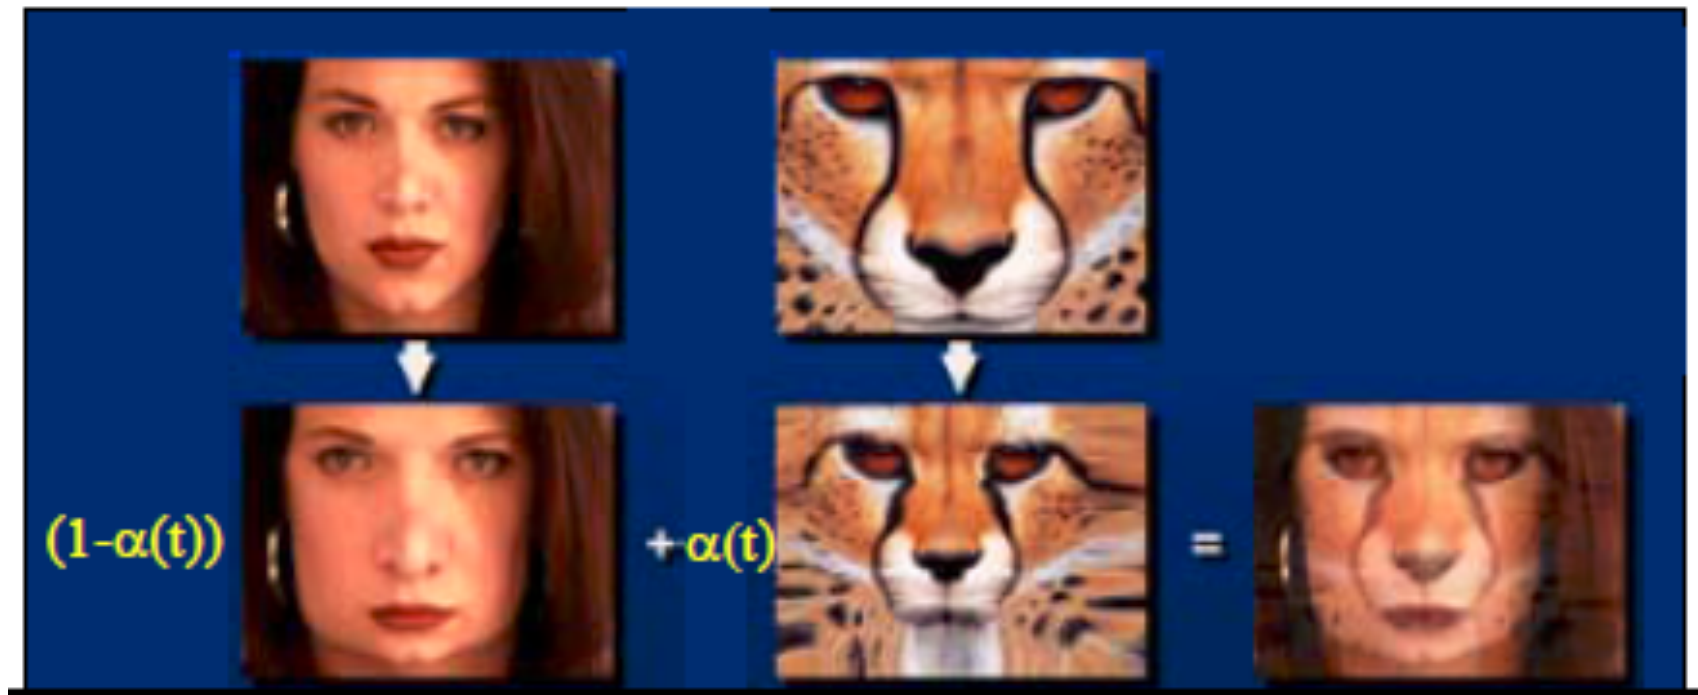 (1-α(t)) + α(t) =